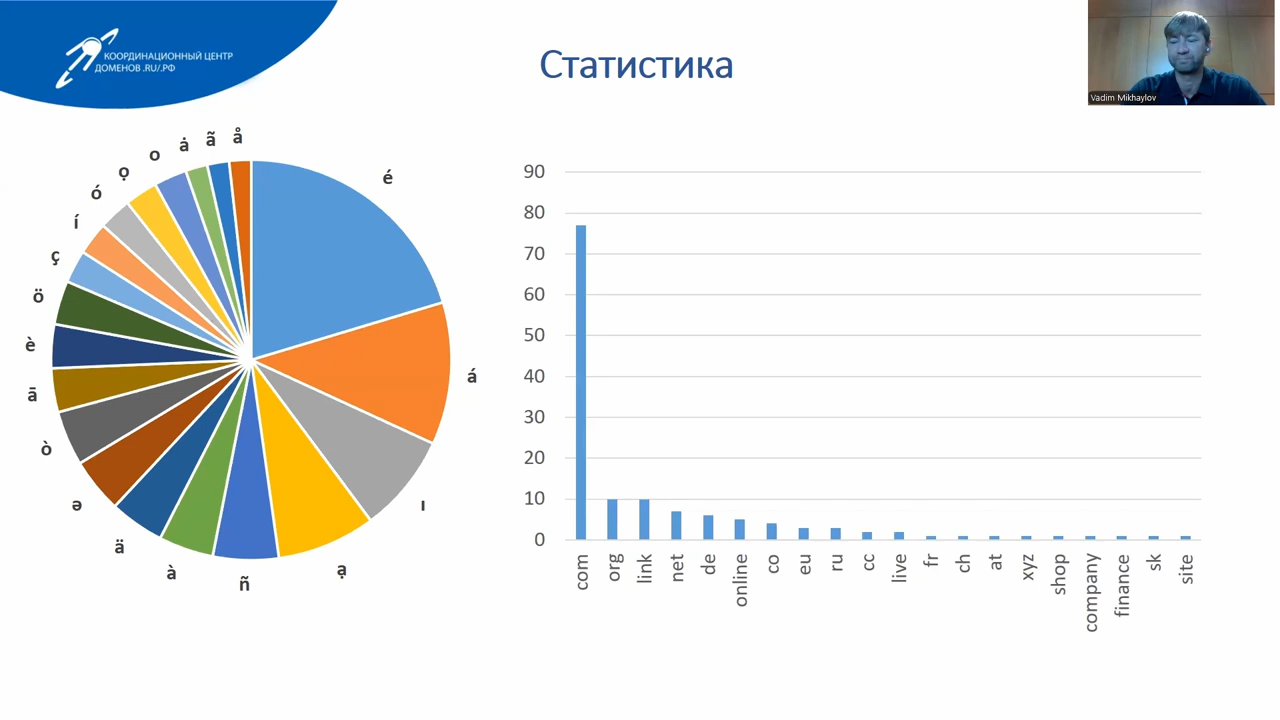 КООРДИНАЦИОННЫЙ ЦЕНТР
ДОМЕНОВ .RU/.РФ
Статистика
Vadim Mikhaylov
é
á
ı
ạ
ñ
à
ä
ə
ò
ā
è
ö
ç
í
ó
ọ
o
ȧ
ã
å
90
80
70
60
50
40
30
20
10
0
com
org
link
net
de
online
co
eu
ru
cc
live
fr
ch
at
xyz
shop
company
finance
sk
site